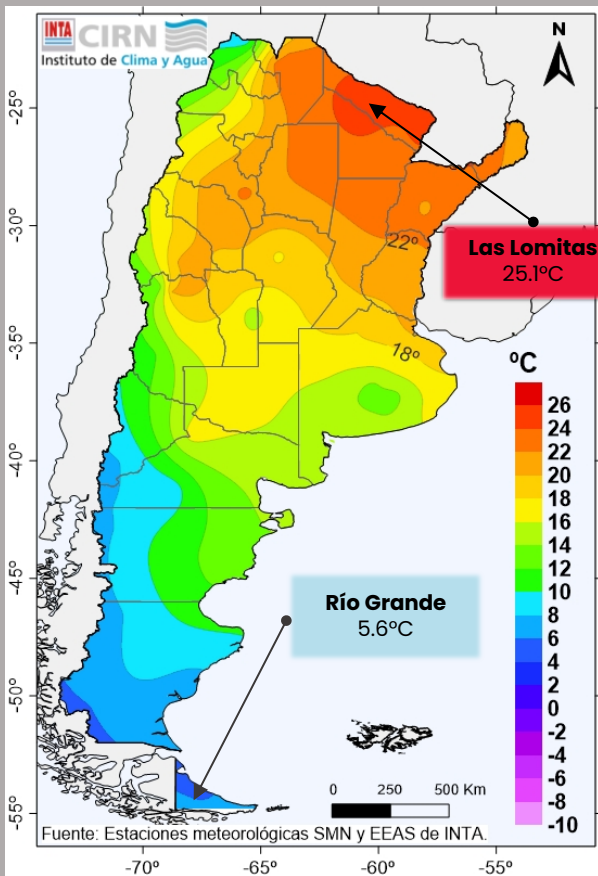 INTA CIRN
Instituto de Clima y Agua
N
-25°
-30°
-35°
-40°
-45°
-50°
-55°
22°
18°
Las Lomitas
25.1°C
Río Grande
5.6°C
ºC
26
24
22
20
18
16
14
12
10
8
6
4
2
0
-2
-4
-6
-8
-10
0 250 500 Km
Fuente: Estaciones meteorológicas SMN y EEAS de INTA.
-70° -65° -60° -55°